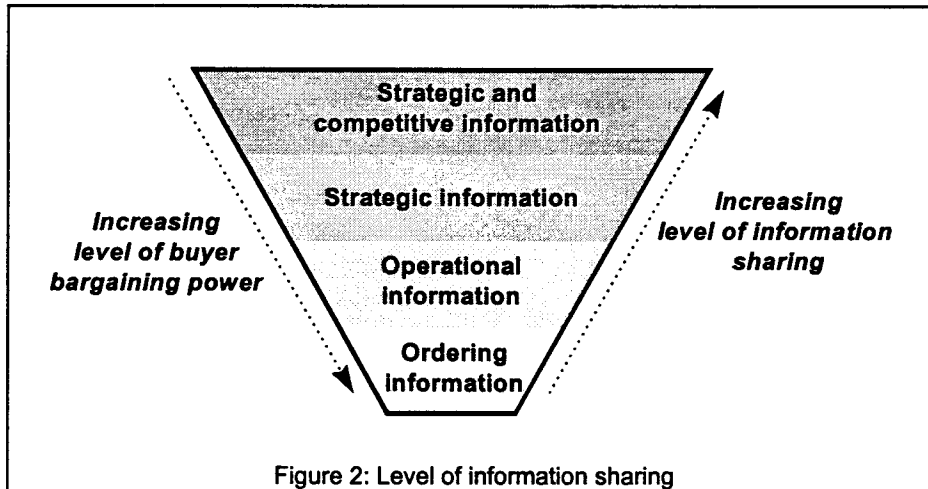 Strategic and
competitive information
Strategic information
Increasing
level of buyer
bargaining power
Increasing
level of information
sharing
Operational
information
Ordering
information
Figure 2: Level of information sharing